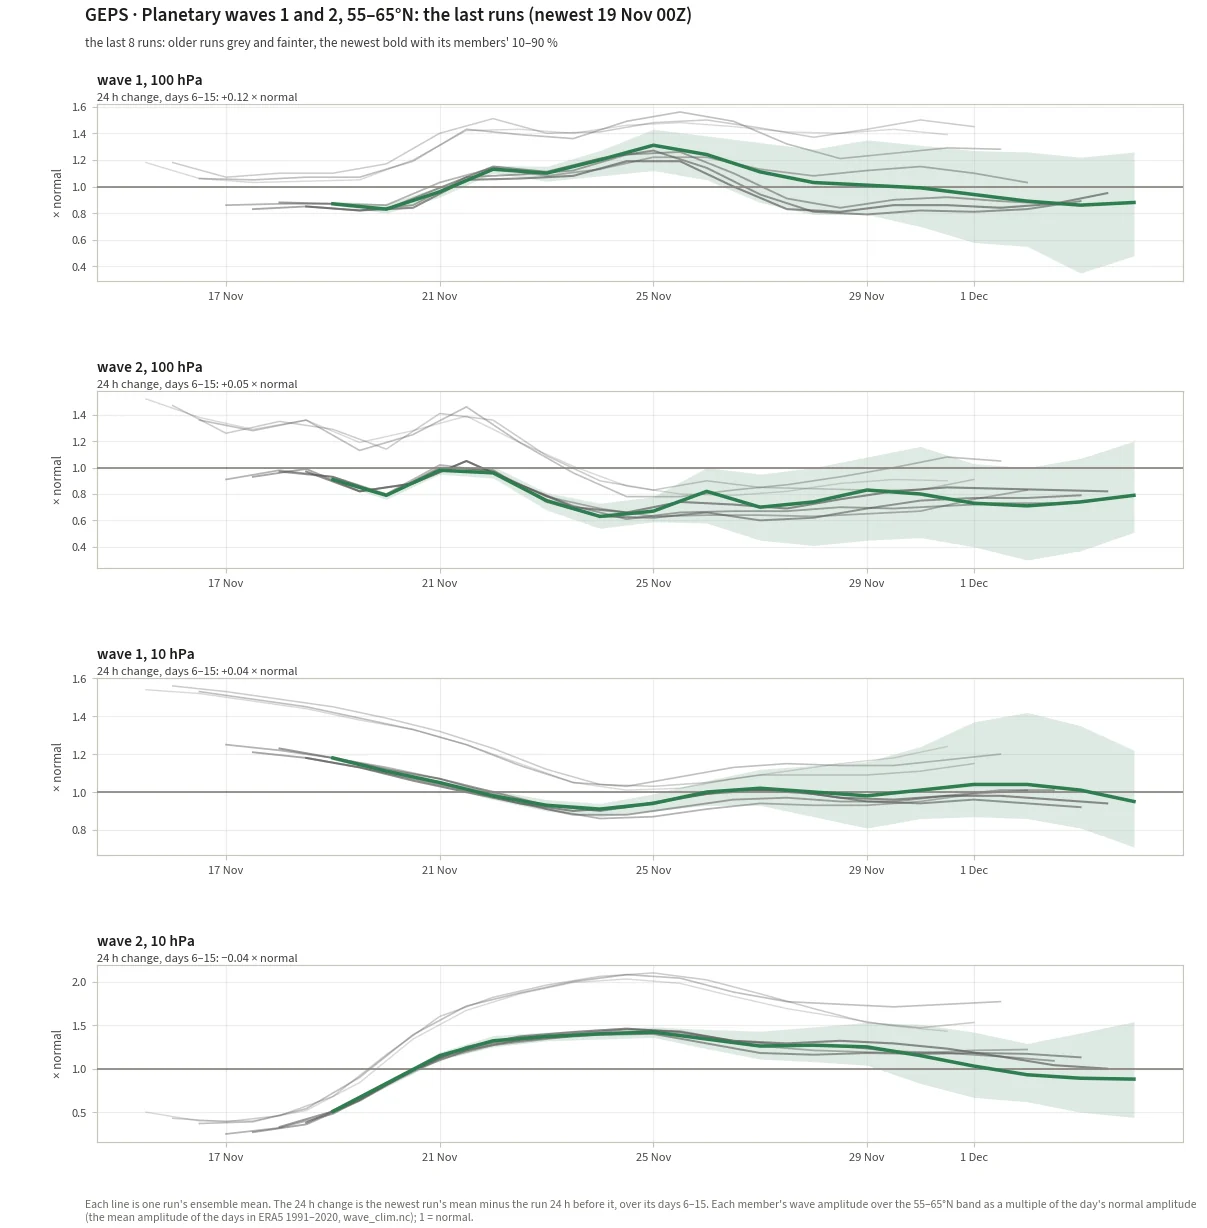 GEPS · Planetary waves 1 and 2, 55–65°N: the last runs (newest 19 Nov 00Z)
the last 8 runs: older runs grey and fainter, the newest bold with its members' 10–90 %
wave 1, 100 hPa
24 h change, days 6–15: +0.12 × normal
1.6
1.4
1.2
1.0
0.8
0.6
0.4
× normal
17 Nov 21 Nov 25 Nov 29 Nov 1 Dec
wave 2, 100 hPa
24 h change, days 6–15: +0.05 × normal
1.4
1.2
1.0
0.8
0.6
0.4
× normal
17 Nov 21 Nov 25 Nov 29 Nov 1 Dec
wave 1, 10 hPa
24 h change, days 6–15: +0.04 × normal
1.6
1.4
1.2
1.0
0.8
× normal
17 Nov 21 Nov 25 Nov 29 Nov 1 Dec
wave 2, 10 hPa
24 h change, days 6–15: −0.04 × normal
2.0
1.5
1.0
0.5
× normal
17 Nov 21 Nov 25 Nov 29 Nov 1 Dec
Each line is one run's ensemble mean. The 24 h change is the newest run's mean minus the run 24 h before it, over its days 6–15. Each member's wave amplitude over the 55–65°N band as a multiple of the day's normal amplitude
(the mean amplitude of the days in ERA5 1991–2020, wave_clim.nc); 1 = normal.